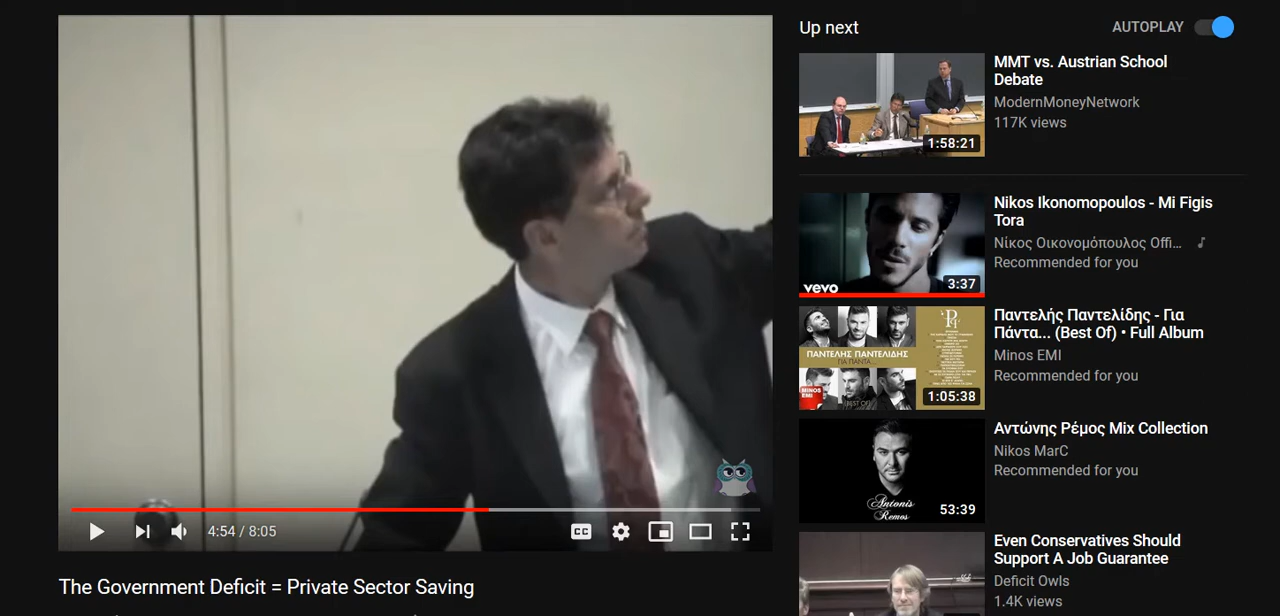 Up next
AUTOPLAY
MMT vs. Austrian School
Debate
ModernMoneyNetwork
117K views
1:58:21
Nikos Ikonomopoulos - Mi Figis
Tora
Νίκος Οικονομόπουλος Offi...
Recommended for you
3:37
vevo
Παντελής Παντελίδης - Για
Πάντα... (Best Of) • Full Album
Minos EMI
Recommended for you
ΠΑΝΤΕΛΗΣ ΠΑΝΤΕΛΙΔΗΣ
ΓΙΑ ΠΑΝΤΑ...
MINOS
EMI
BEST OF
1:05:38
Αντώνης Ρέμος Mix Collection
Nikos MarC
Recommended for you
Antonis
Remos
53:39
Even Conservatives Should
Support A Job Guarantee
Deficit Owls
1.4K views
4:54 / 8:05
CC
The Government Deficit = Private Sector Saving